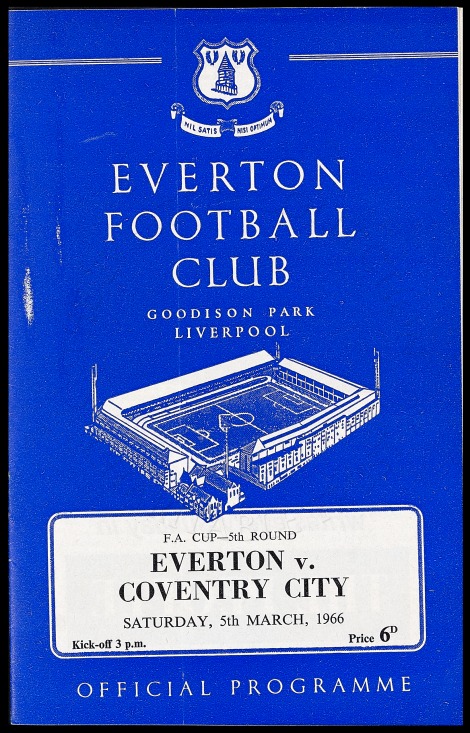 NIL SATIS NISI OPTIMUM
EVERTON
FOOTBALL
CLUB
GOODISON PARK
LIVERPOOL
F.A. CUP—5th ROUND
EVERTON v.
COVENTRY CITY
SATURDAY, 5th MARCH, 1966
Kick-off 3 p.m. Price 6D
OFFICIAL PROGRAMME